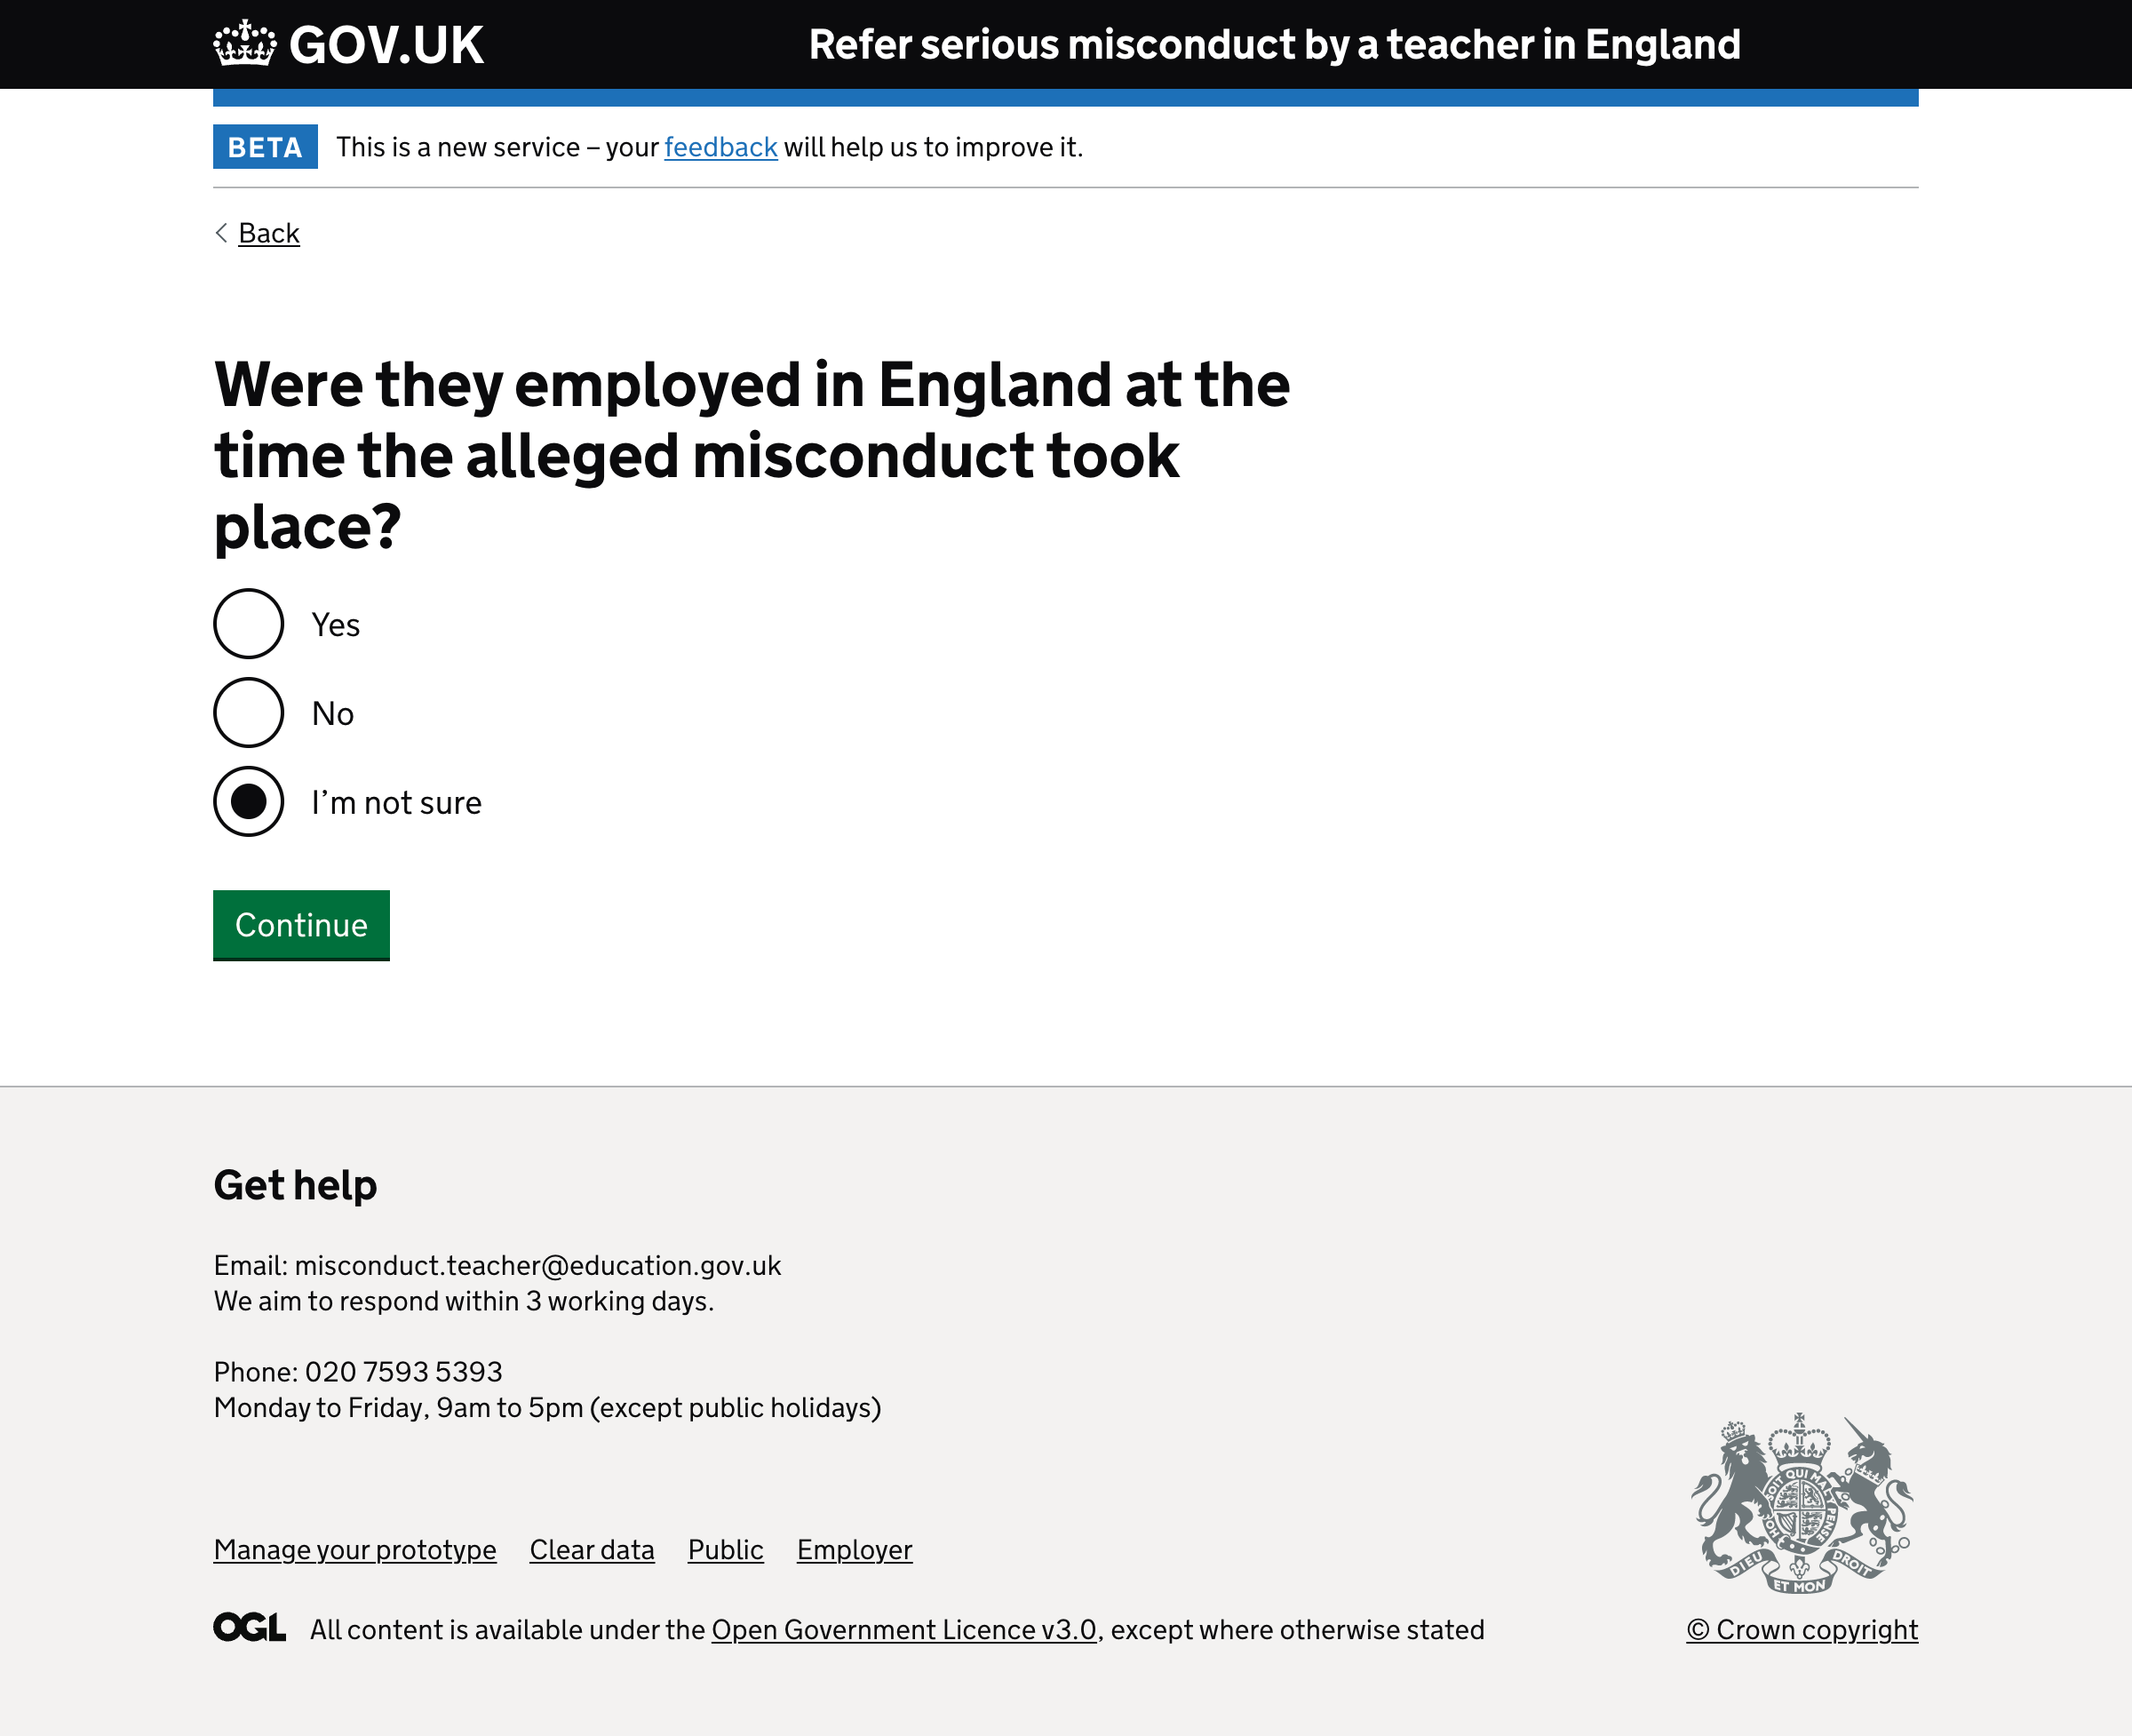 GOV.UK
Refer serious misconduct by a teacher in England
BETA
This is a new service – your feedback will help us to improve it.
Back
Were they employed in England at the
time the alleged misconduct took
place?
Yes
No
I’m not sure
Continue
Get help
Email: misconduct.teacher@education.gov.uk
We aim to respond within 3 working days.
Phone: 020 7593 5393
Monday to Friday, 9am to 5pm (except public holidays)
SOIT QUI MAL
PENSE
HON
DIEU
ET MON
DROIT
Manage your prototype Clear data Public Employer
OGL
All content is available under the Open Government Licence v3.0, except where otherwise stated
© Crown copyright